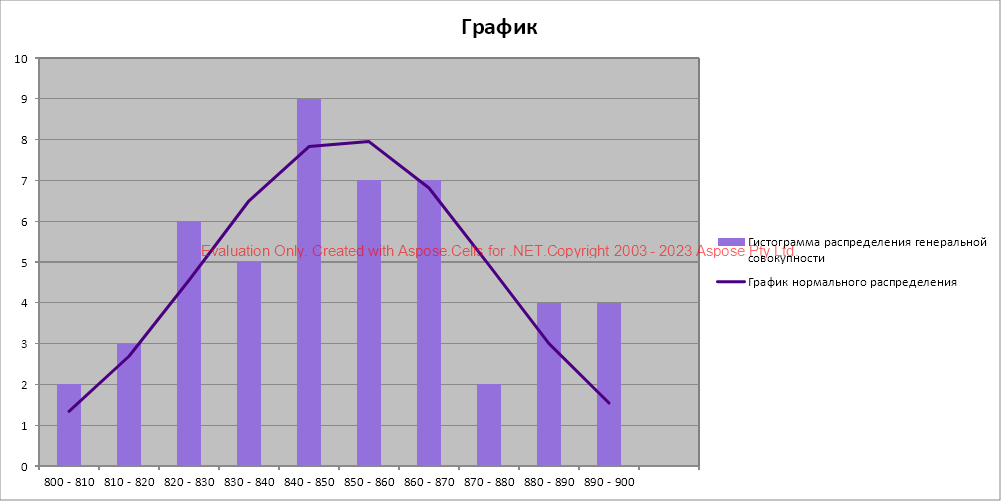 График
10
9
8
7
6
5
4
3
2
1
0
800 - 810 810 - 820 820 - 830 830 - 840 840 - 850 850 - 860 860 - 870 870 - 880 880 - 890 890 - 900
Evaluation Only. Created with Aspose.Cells for .NET.Copyright 2003 - 2023 Aspose Pty Ltd.
Гистограмма распределения генеральной
совокупности
График нормального распределения